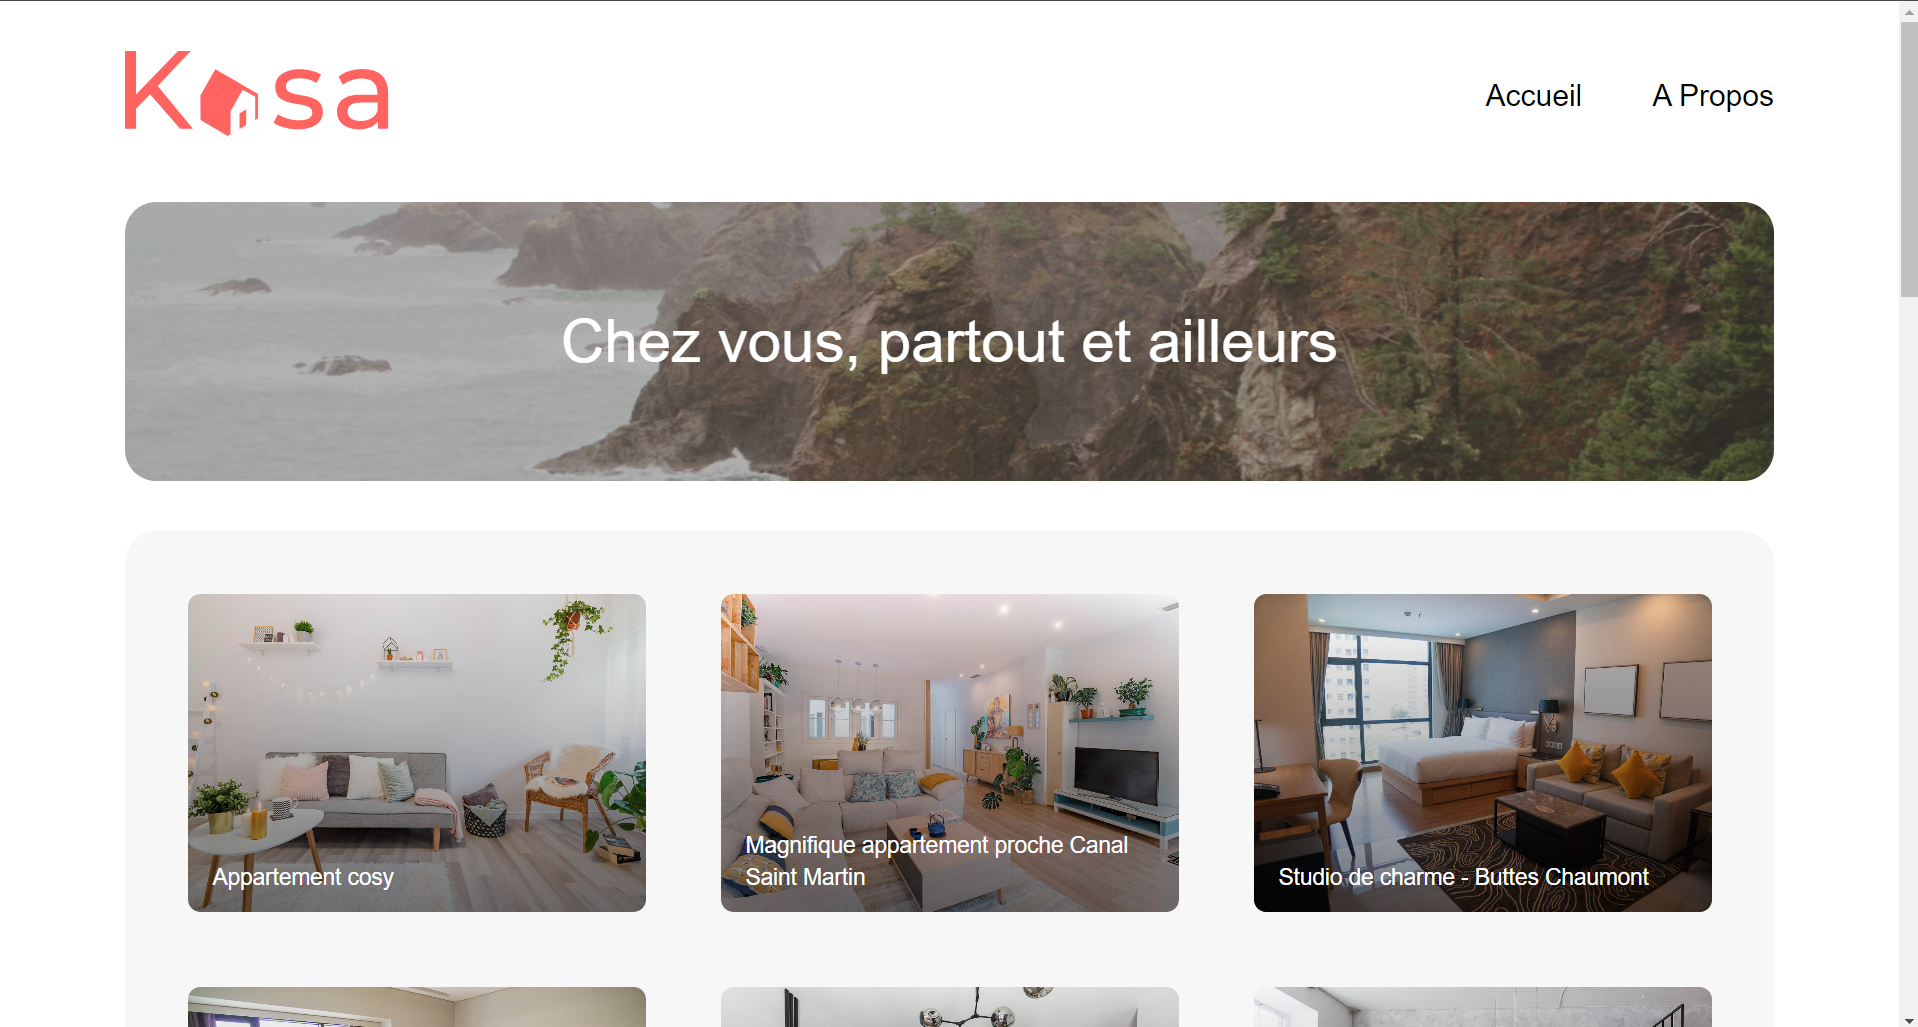 Kasa
Accueil
A Propos
Chez vous, partout et ailleurs
Appartement cosy
Magnifique appartement proche Canal
Saint Martin
Studio de charme - Buttes Chaumont